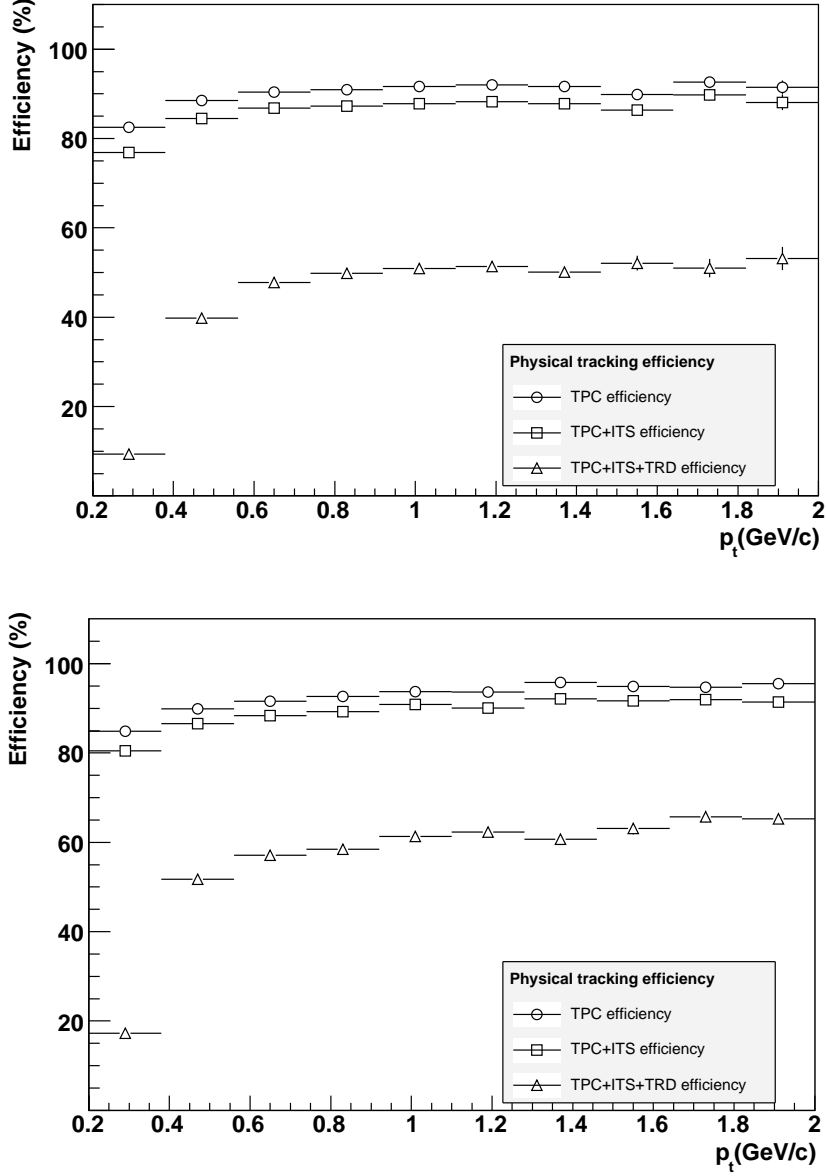 Efficiency (%)
100
80
60
40
20
Physical tracking efficiency
TPC efficiency
TPC+ITS efficiency
TPC+ITS+TRD efficiency
0.2 0.4 0.6 0.8 1 1.2 1.4 1.6 1.8 2
pt(GeV/c)
Efficiency (%)
100
80
60
40
20
Physical tracking efficiency
TPC efficiency
TPC+ITS efficiency
TPC+ITS+TRD efficiency
0.2 0.4 0.6 0.8 1 1.2 1.4 1.6 1.8 2
pt(GeV/c)